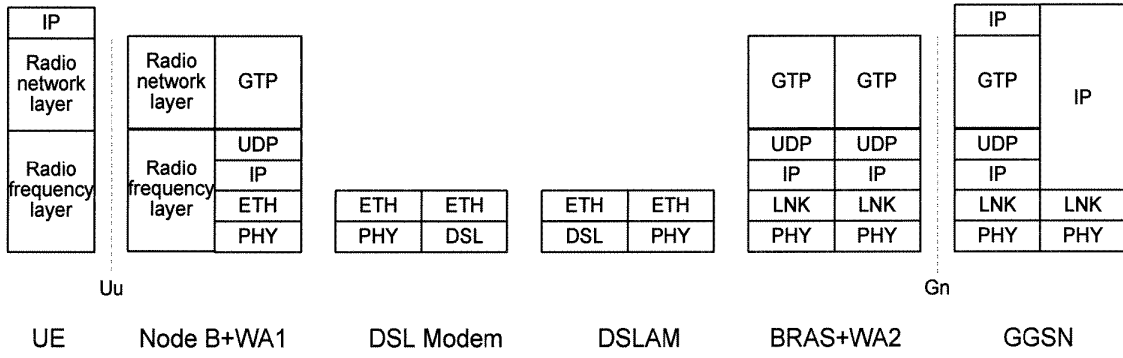 IP
Radio
network
layer
Radio
frequency
layer
Radio
network
layer
Radio
frequency
layer
GTP
UDP
IP
ETH
PHY
ETH ETH
PHY DSL
ETH ETH
DSL PHY
GTP GTP
UDP UDP
IP IP
LNK LNK
PHY PHY
IP
GTP
UDP
IP
LNK
PHY
IP
LNK
PHY
Uu
Gn
UE Node B+WA1 DSL Modem DSLAM BRAS+WA2 GGSN